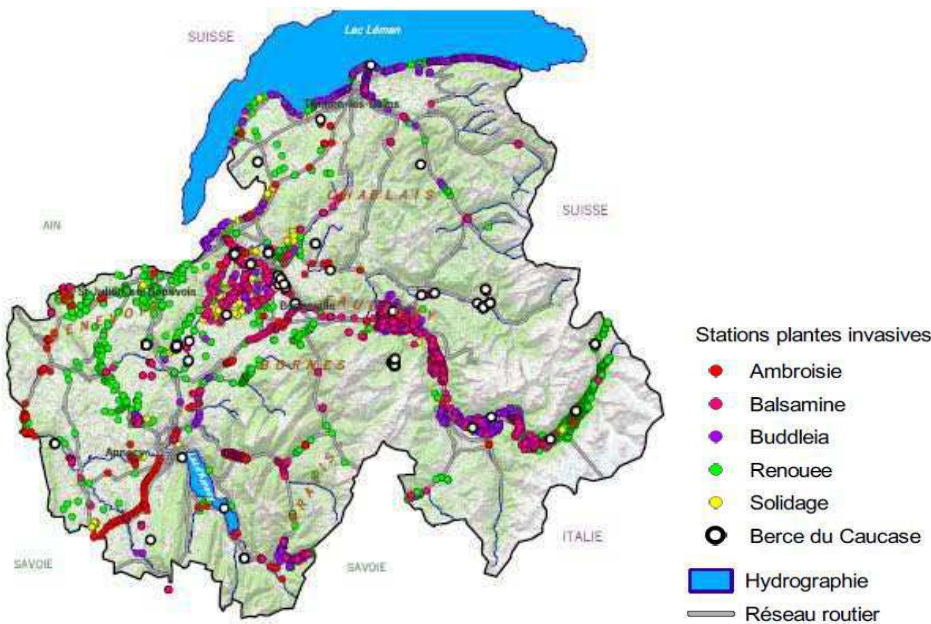 SUISSE
Lac Léman
CHABLAIS
SUISSE
AIN
BORNES
Annecy
SAVOIE
SAVOIE
ITALIE
Stations plantes invasives
Ambroisie
Balsamine
Buddleia
Renouee
Solidage
Berce du Caucase
Hydrographie
Réseau routier